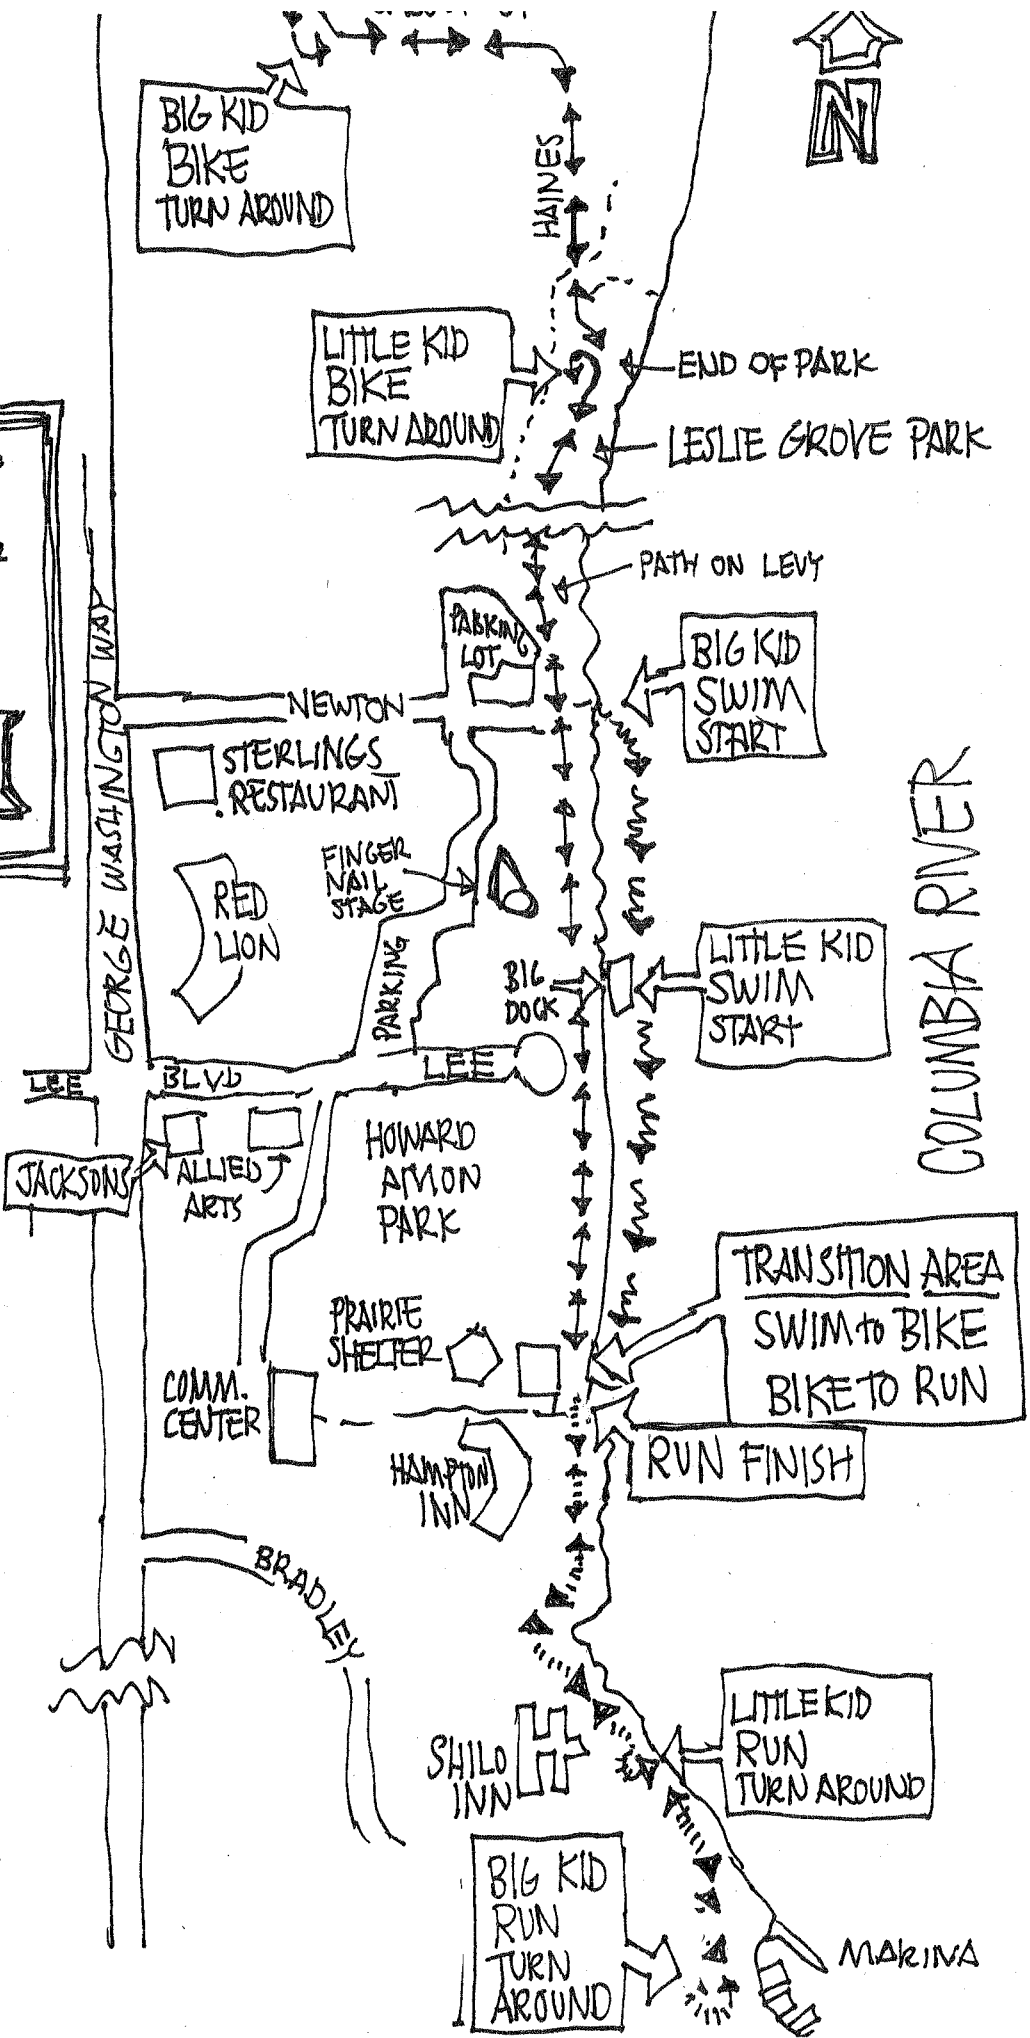 N
BIG KID
BIKE
TURN AROUND
HAINES
LITTLE KID
BIKE
TURN AROUND
END OF PARK
LESLIE GROVE PARK
PATH ON LEVY
PARKING
LOT
BIG KID
SWIM
START
NEWTON
GEORGE WASHINGTON WAY
STERLINGS
RESTAURANT
FINGER
NAIL
STAGE
RED
LION
COLUMBIA RIVER
PARKING
BIG
DOCK
LITTLE KID
SWIM
START
LEE
BLVD
LEE
JACKSONS
ALLIED
ARTS
HOWARD
AMON
PARK
TRANSITION AREA
SWIM to BIKE
BIKE TO RUN
PRAIRIE
SHELTER
COMM.
CENTER
RUN FINISH
HAMPTON
INN
BRADLEY
LITTLE KID
RUN
TURN AROUND
SHILO
INN
BIG KID
RUN
TURN
AROUND
MARINA